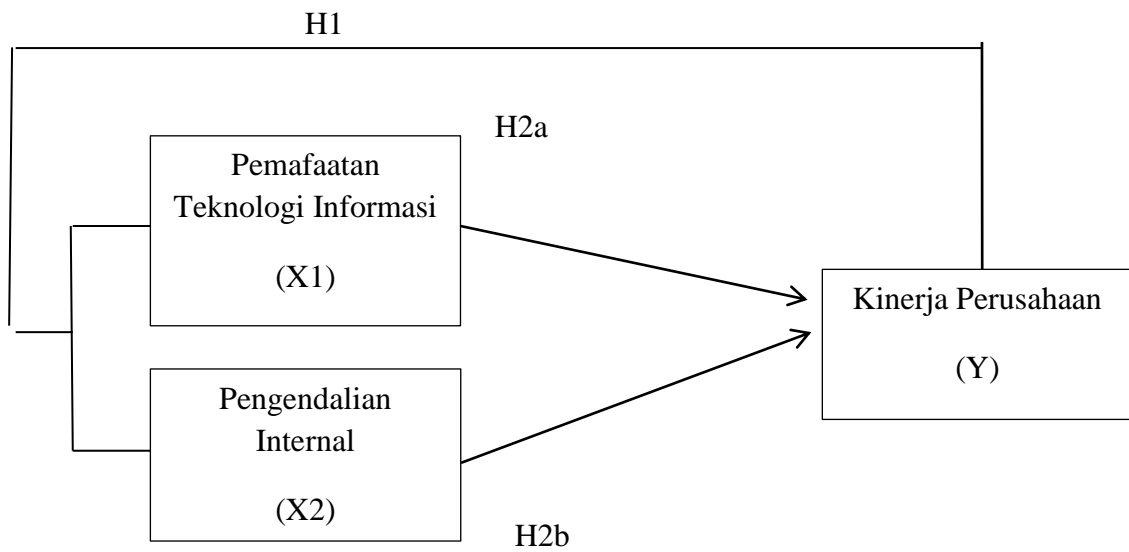 H1
H2a
Pemafaatan
Teknologi Informasi
(X1)
Kinerja Perusahaan
(Y)
Pengendalian
Internal
(X2)
H2b